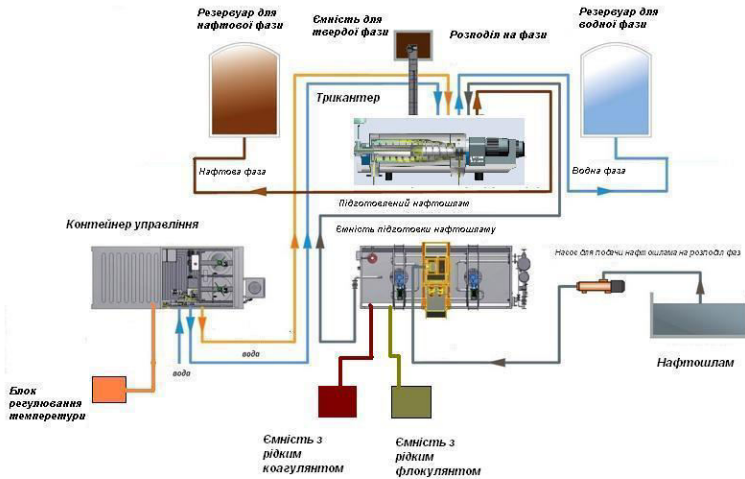 Резервуар для
нафтової фази
Ємність для
твердої фази
Розподіл на фази
Резервуар для
водної фази
Трикантер
Нафтова фаза
Водна фаза
Підготовлений нафтошлам
Контейнер управління
Ємність підготовки нафтошламу
Насос для подачи нафтошлама на розподіл фаз
вода
вода
Нафтошлам
Блок
регулювання
температури
Ємність з
рідким
коагулянтом
Ємність з
рідким
флокулянтом